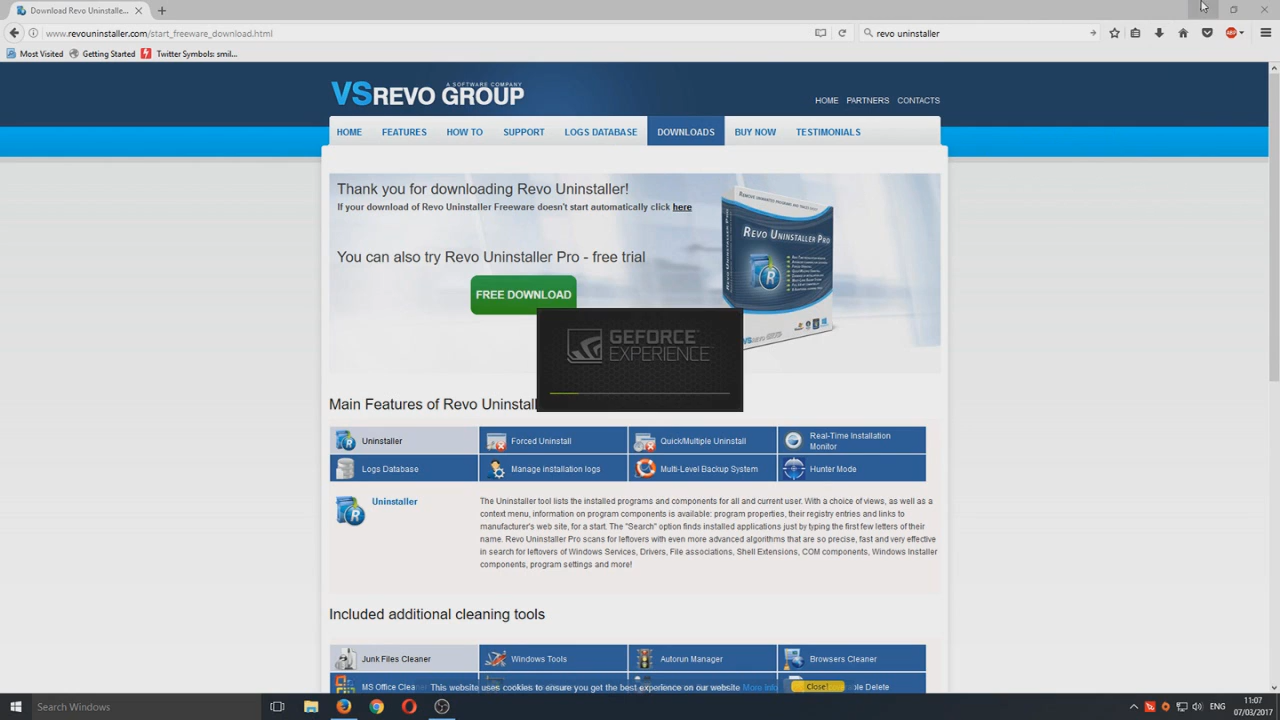 Download Revo Uninstalle...
www.revouninstaller.com/start_freeware_download.html
revo uninstaller
Most Visited
Getting Started
Twitter Symbols: smil...
A SOFTWARE COMPANY
VSREVO GROUP
HOME PARTNERS CONTACTS
HOME FEATURES HOW TO SUPPORT LOGS DATABASE DOWNLOADS BUY NOW TESTIMONIALS
Thank you for downloading Revo Uninstaller!
If your download of Revo Uninstaller Freeware doesn't start automatically click here
You can also try Revo Uninstaller Pro - free trial
FREE DOWNLOAD
REVO UNINSTALLER PRO
GEFORCE
EXPERIENCE
Main Features of Revo Uninstal
Uninstaller
Forced Uninstall
Quick/Multiple Uninstall
Real-Time Installation
Monitor
Logs Database
Manage installation logs
Multi-Level Backup System
Hunter Mode
Uninstaller
The Uninstaller tool lists the installed programs and components for all and current user. With a choice of views, as well as a
context menu, information on program components is available: program properties, their registry entries and links to
manufacturer's web site, for a start. The "Search" option finds installed applications just by typing the first few letters of their
name. Revo Uninstaller Pro scans for leftovers with even more advanced algorithms that are so precise, fast and very effective
in search for leftovers of Windows Services, Drivers, File associations, Shell Extensions, COM components, Windows Installer
components, program settings and more!
Included additional cleaning tools
Junk Files Cleaner
Windows Tools
Autorun Manager
Browsers Cleaner
MS Office Clea
This website uses cookies to ensure you get the best experience on our website More Info
Close!
ble Delete
Search Windows
ENG
11:07
07/03/2017